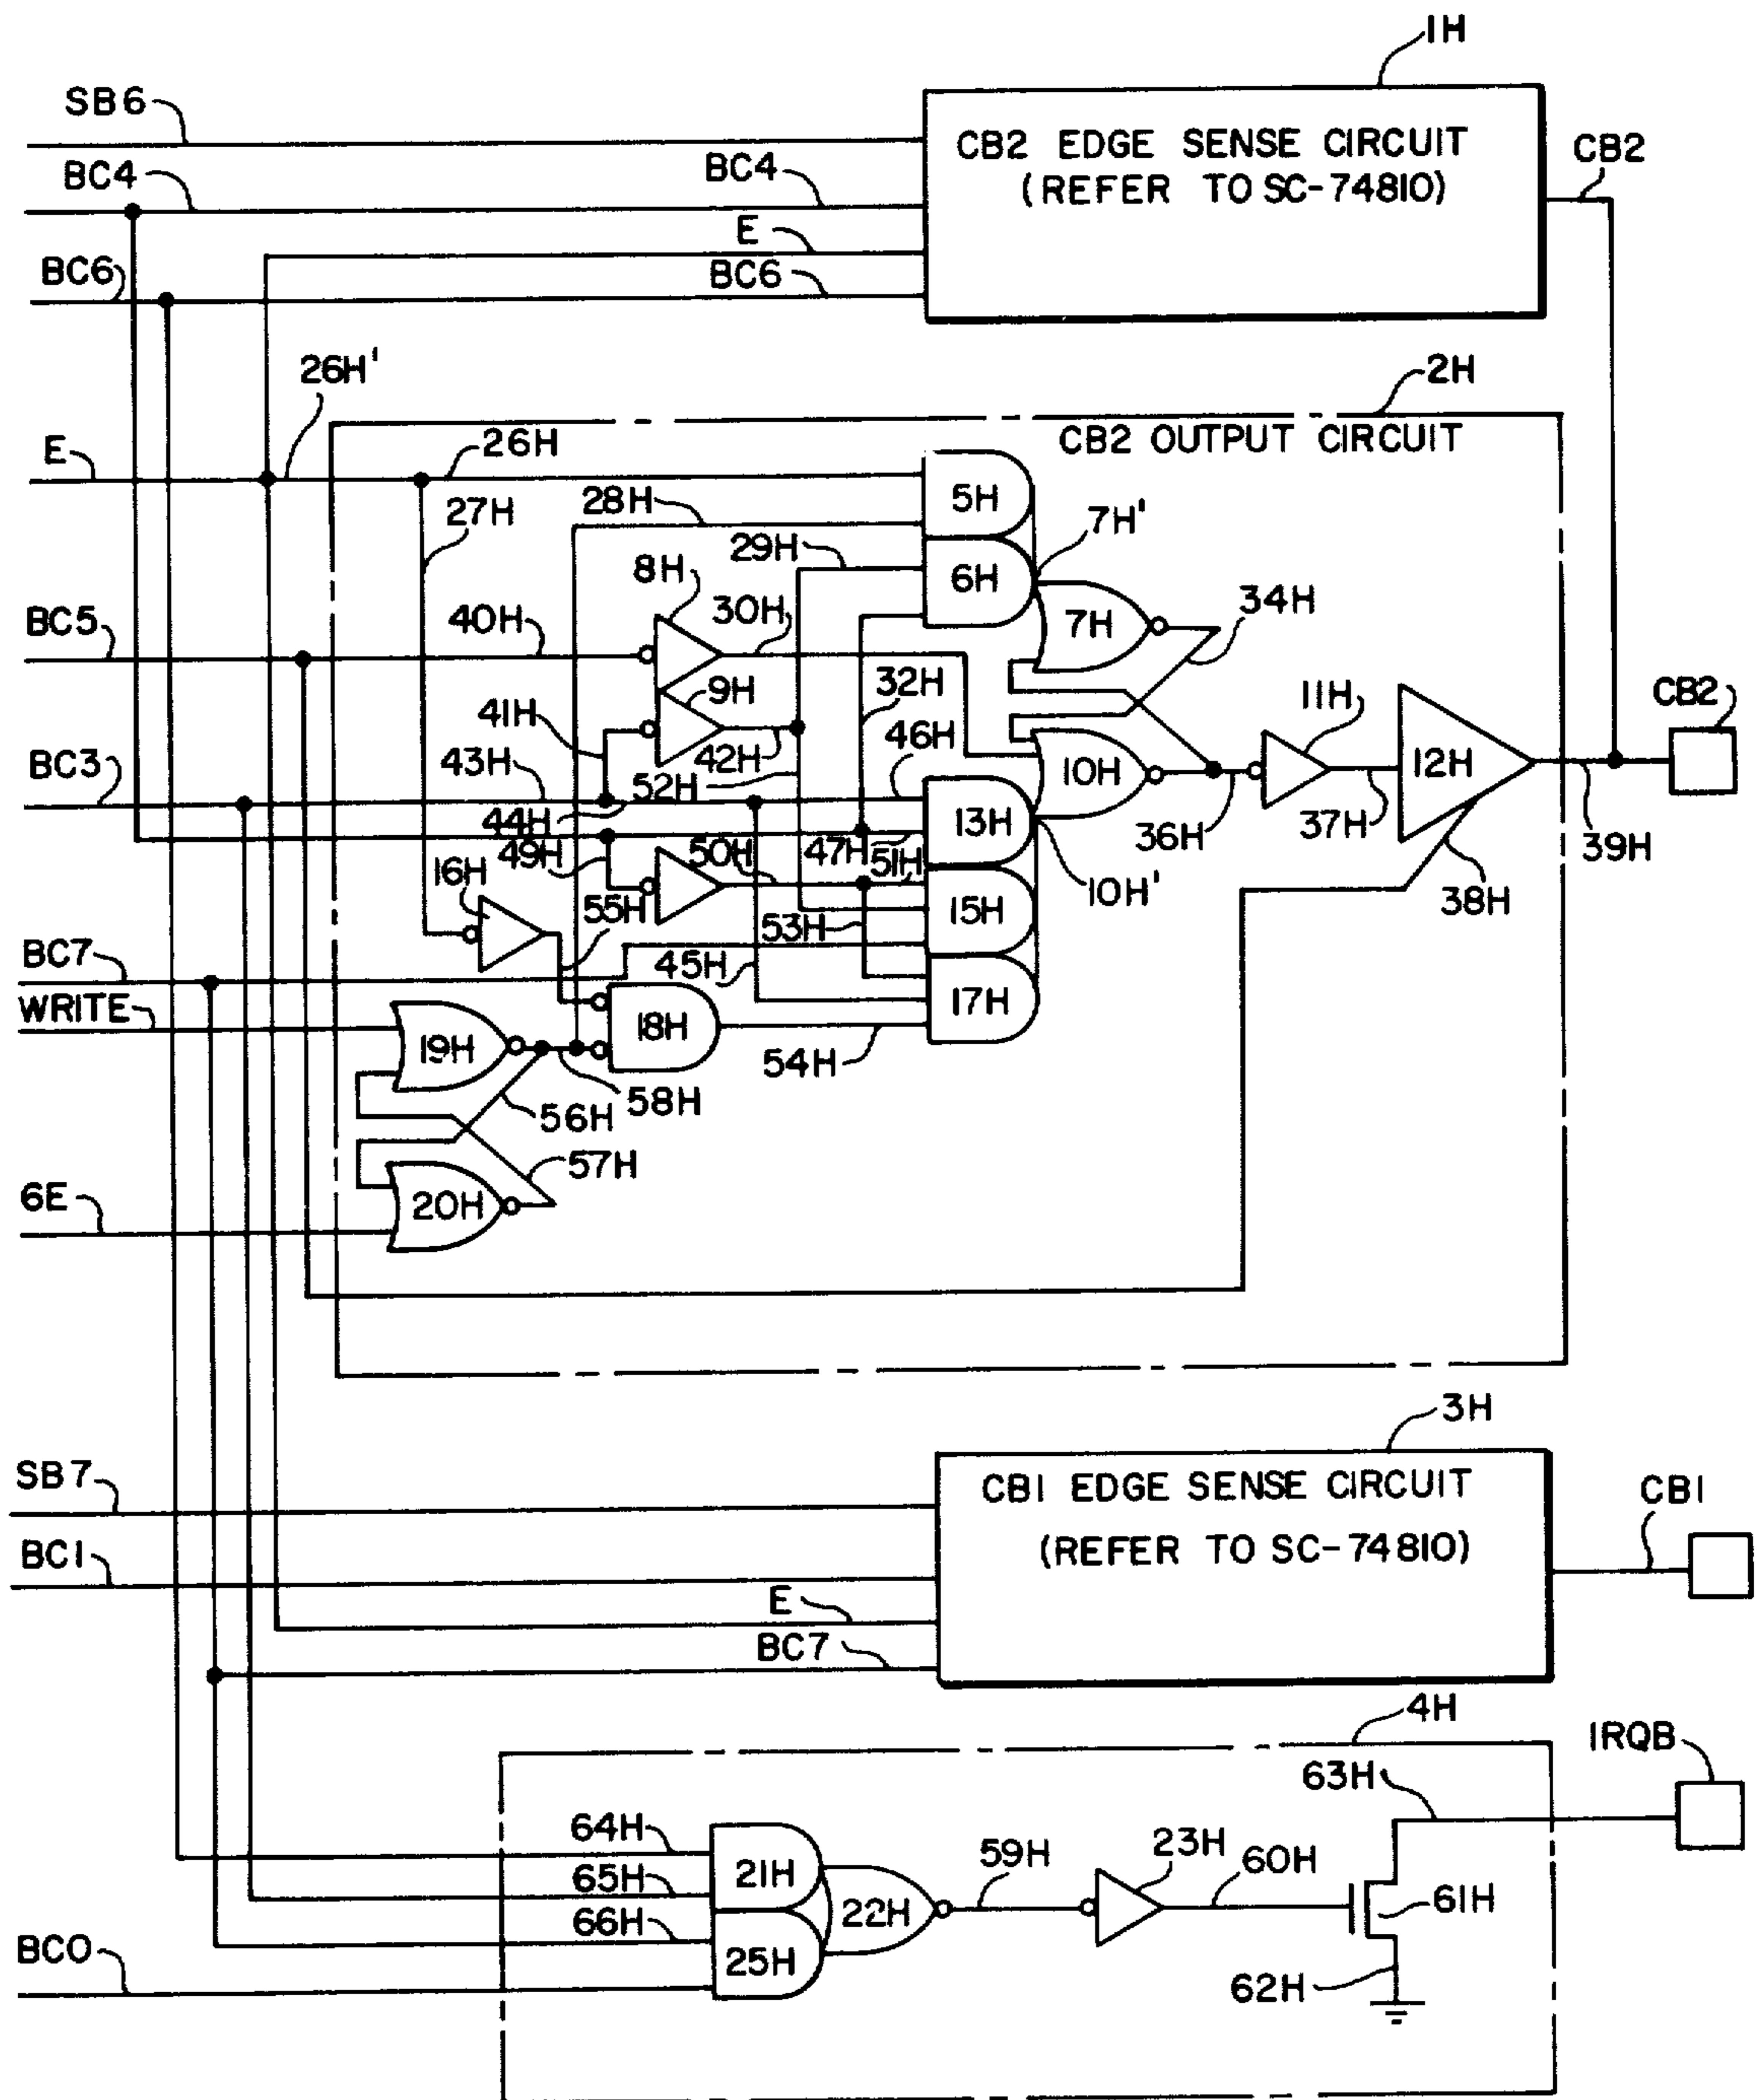 1H
SB6
CB2 EDGE SENSE CIRCUIT
(REFER TO SC-74810)
CB2
BC4
BC4
E
BC6
BC6
26H'
2H
CB2 OUTPUT CIRCUIT
E
26H
27H
28H
5H
7H'
29H
8H
6H
34H
BC5
40H
30H
7H
9H
32H
11H
CB2
41H
46H
BC3
43H
42H
52H
10H
12H
44H
13H
36H
37H
39H
49H
50H
47H
51H
10H'
38H
16H
55H
15H
53H
BC7
45H
17H
WRITE
18H
19H
54H
58H
56H
57H
6E
20H
3H
SB7
CB1 EDGE SENSE CIRCUIT
(REFER TO SC-74810)
CB1
BC1
E
BC7
4H
IRQB
63H
64H
23H
59H
60H
21H
65H
22H
61H
66H
BC0
25H
62H